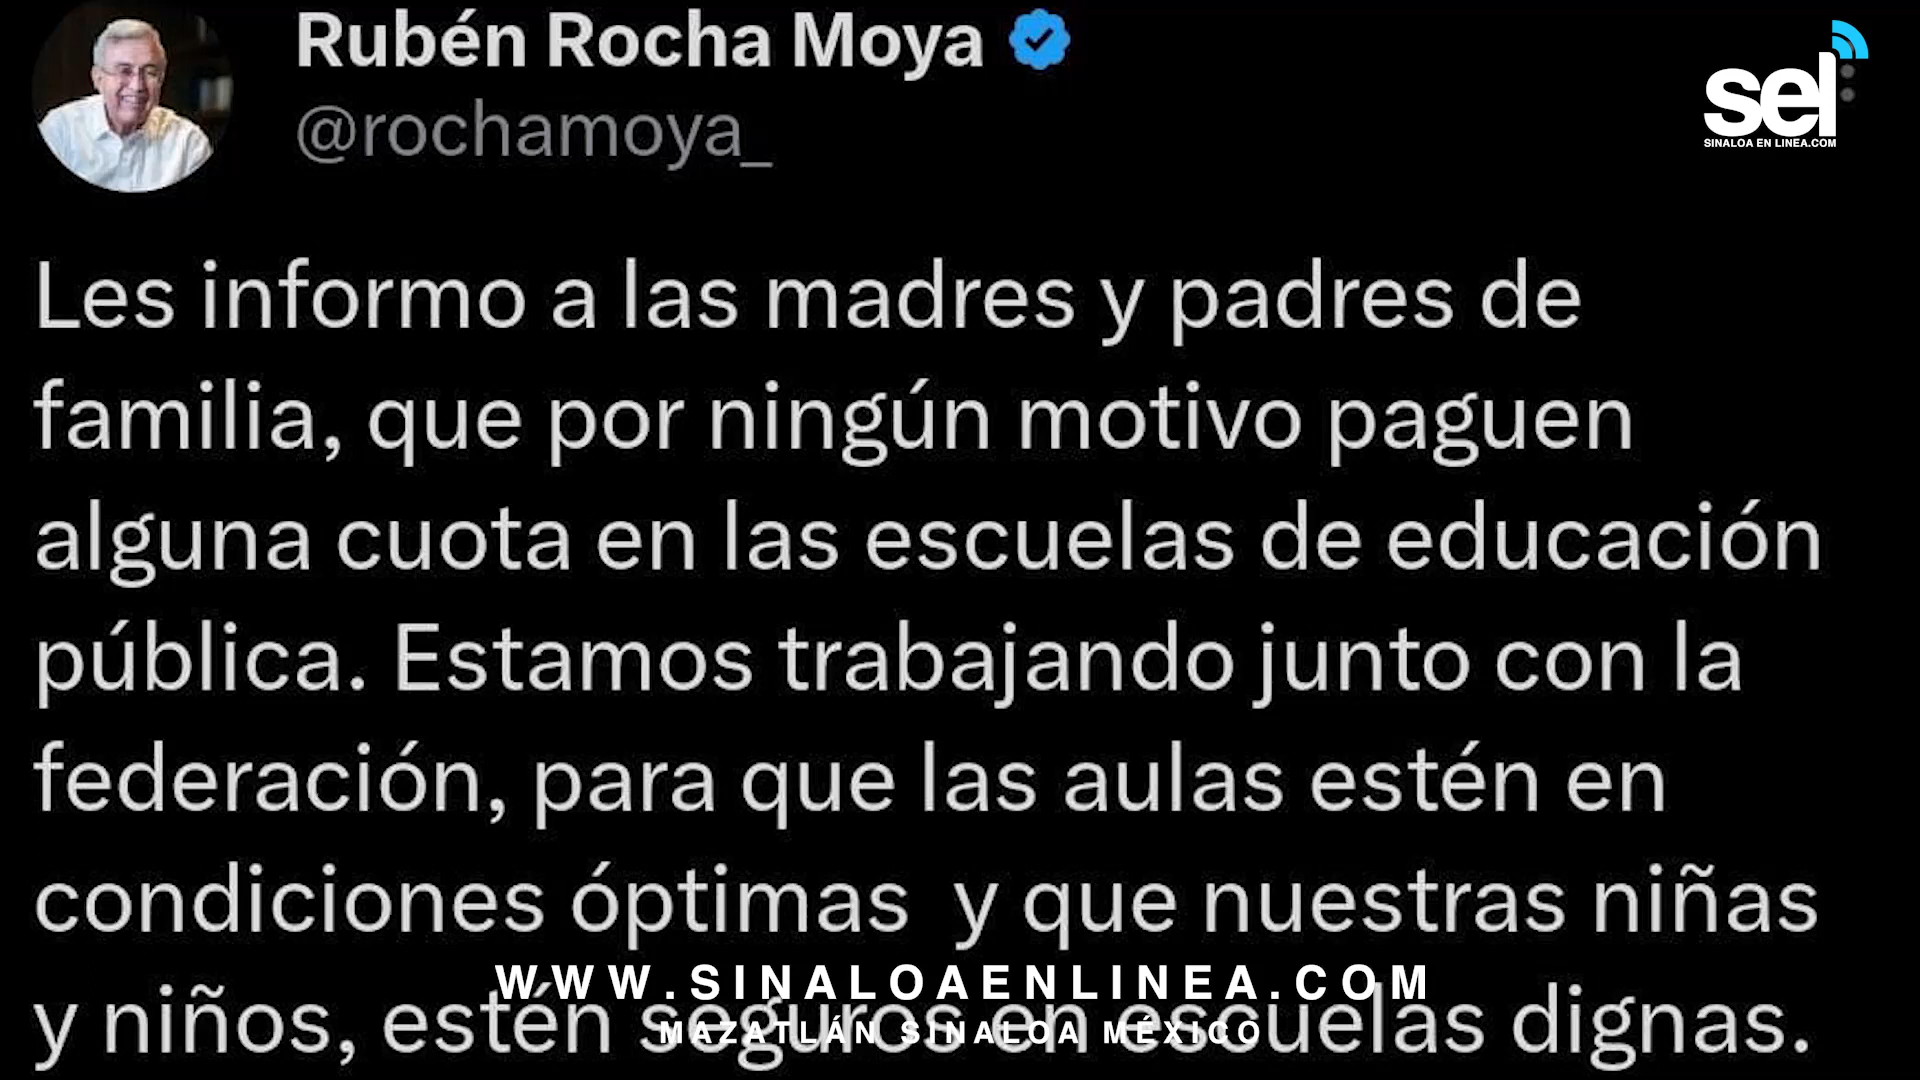 Rubén Rocha Moya
@rochamoya_
sel
SINALOA EN LINEA.COM
Les informo a las madres y padres de
familia, que por ningún motivo paguen
alguna cuota en las escuelas de educación
pública. Estamos trabajando junto con la
federación, para que las aulas estén en
condiciones óptimas y que nuestras niñas
WWW.SINALOAENLINEA.COM
y niños, estén seguros en escuelas dignas.
MAZATLÁN SINALOA MÉXICO